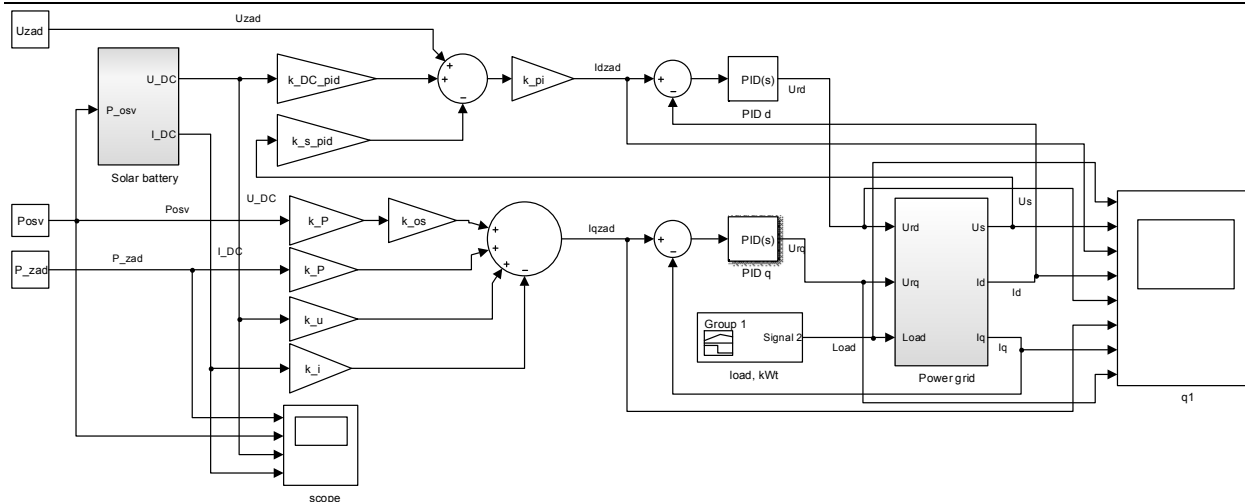 Uzad
Uzad
U_DC
P_osv
I_DC
Solar battery
k_DC_pid
k_s_pid
k_pi
Idzad
PID(s)
Urd
PID d
Posv
Posv
U_DC
k_P
k_os
P_zad
P_zad
I_DC
k_P
k_u
k_i
Iqzad
PID(s)
Urq
PID q
Group 1
Signal 2
load, kWt
Load
Urd
Us
Urq
Id
Load
Iq
Power grid
Us
Id
Iq
q1
scope